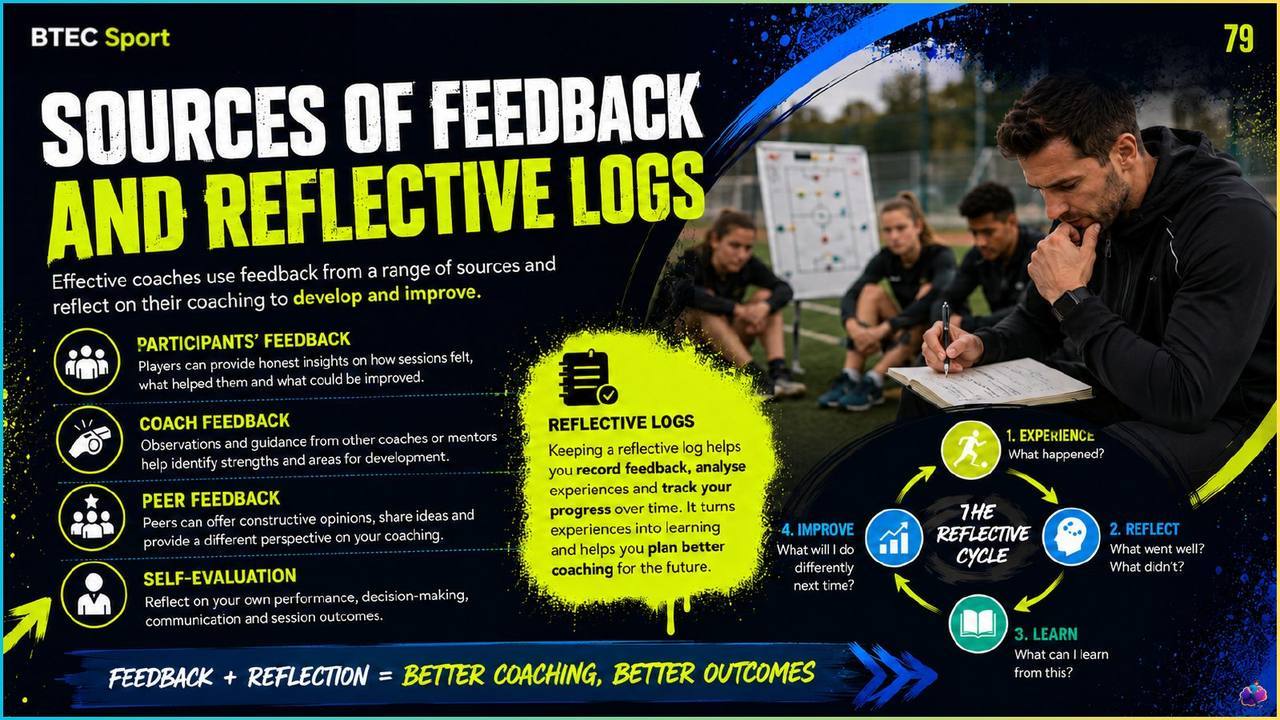 BTEC Sport
79
SOURCES OF FEEDBACK
AND REFLECTIVE LOGS
Effective coaches use feedback from a range of sources and
reflect on their coaching to develop and improve.
PARTICIPANTS' FEEDBACK
Players can provide honest insights on how sessions felt,
what helped them and what could be improved.
COACH FEEDBACK
Observations and guidance from other coaches or mentors
help identify strengths and areas for development.
PEER FEEDBACK
Peers can offer constructive opinions, share ideas and
provide a different perspective on your coaching.
SELF-EVALUATION
Reflect on your own performance, decision-making,
communication and session outcomes.
REFLECTIVE LOGS
Keeping a reflective log helps
you record feedback, analyse
experiences and track your
progress over time. It turns
experiences into learning
and helps you plan better
coaching for the future.
THE
REFLECTIVE
CYCLE
1. EXPERIENCE
What happened?
2. REFLECT
What went well?
What didn't?
3. LEARN
What can I learn
from this?
4. IMPROVE
What will I do
differently
next time?
FEEDBACK + REFLECTION = BETTER COACHING, BETTER OUTCOMES